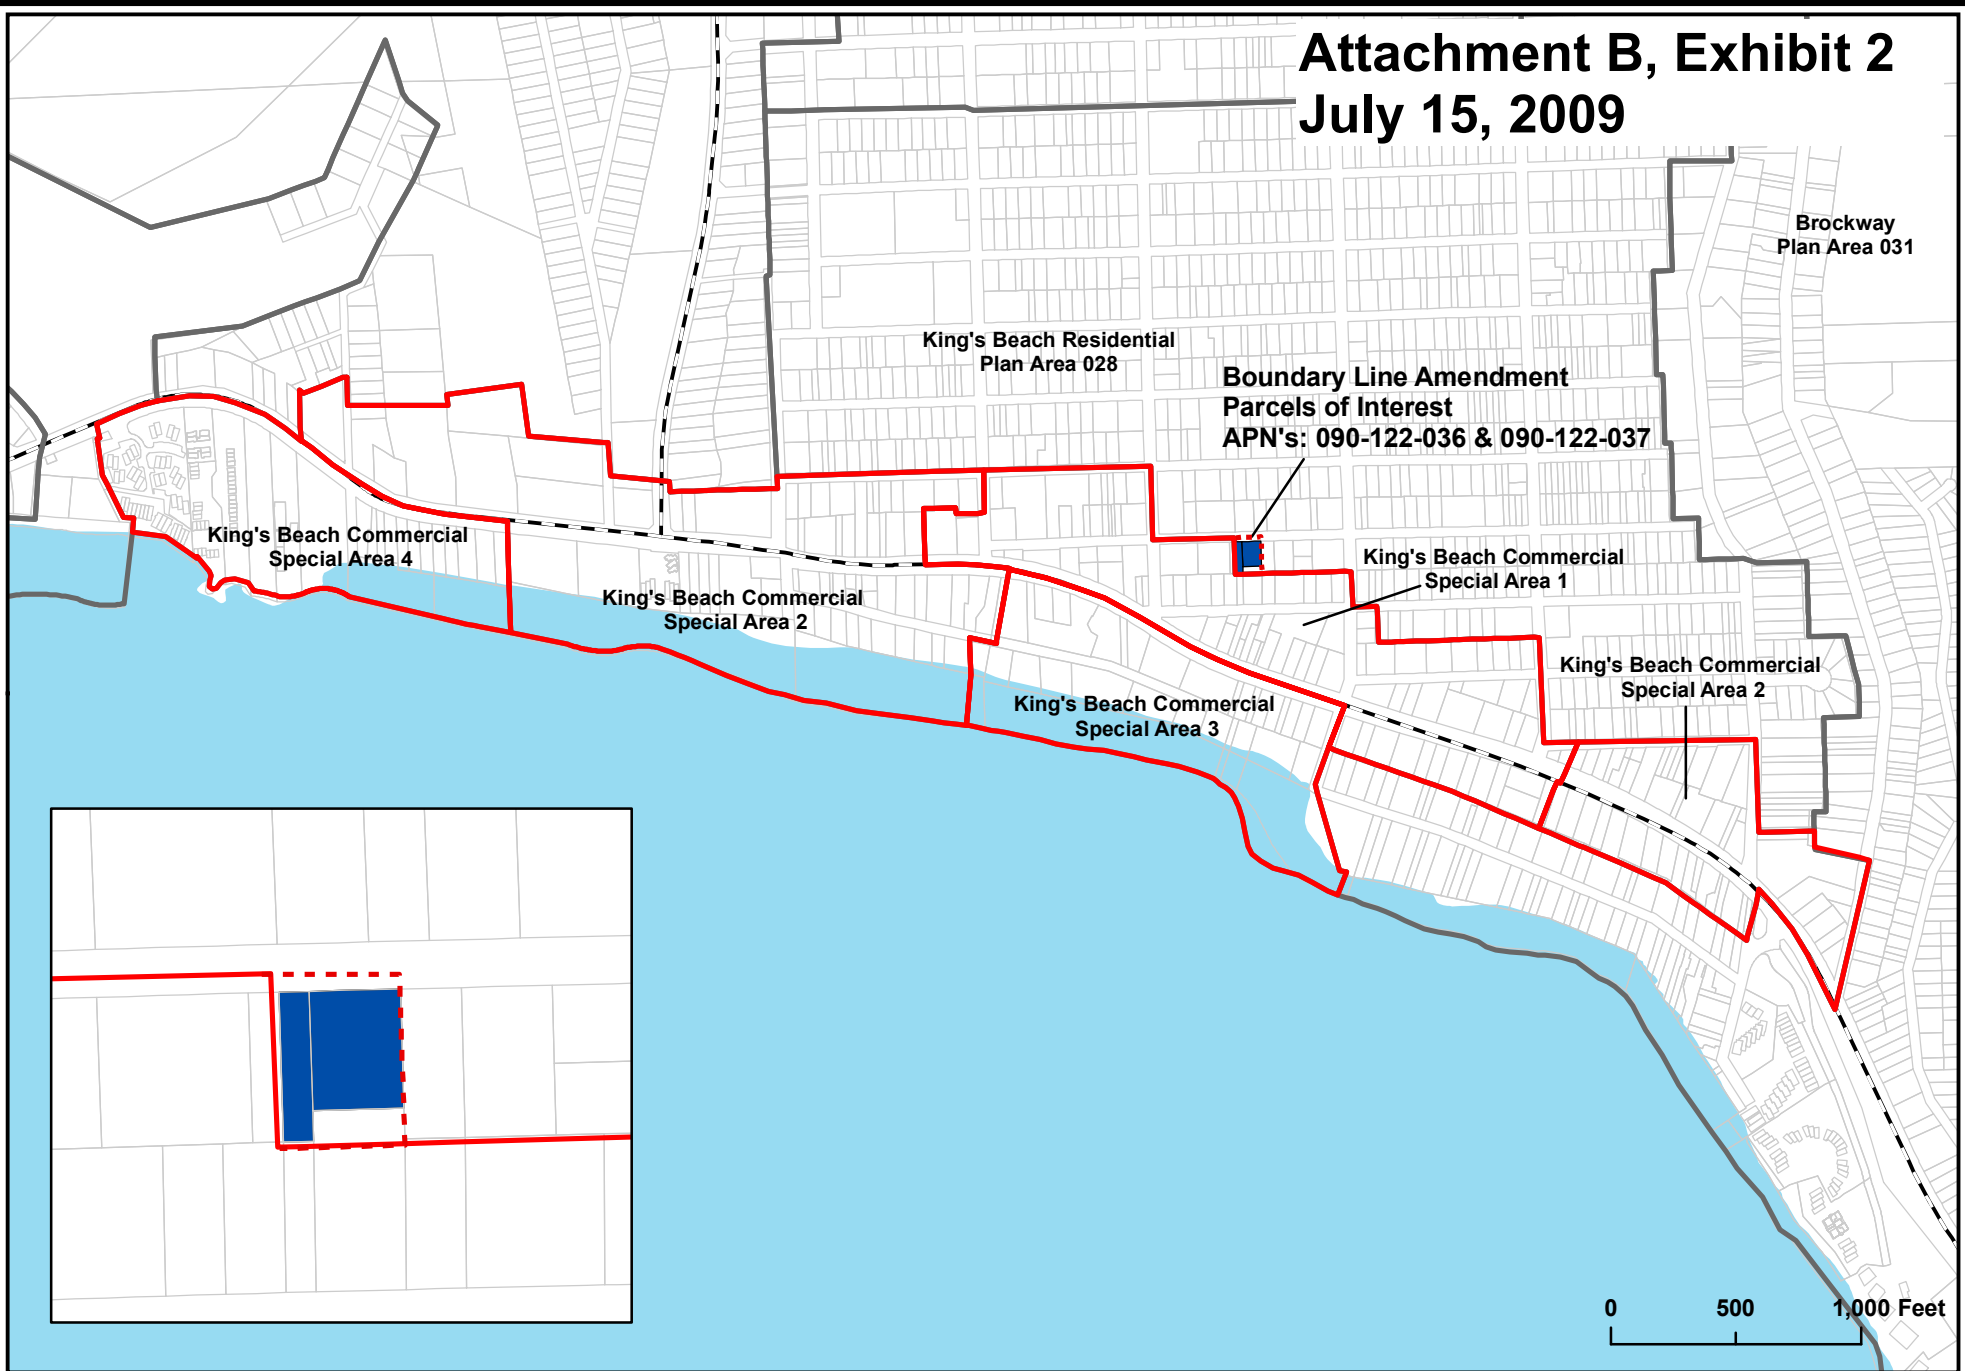 Attachment B, Exhibit 2
July 15, 2009
Brockway
Plan Area 031
King's Beach Residential
Plan Area 028
Boundary Line Amendment
Parcels of Interest
APN's: 090-122-036 & 090-122-037
King's Beach Commercial
Special Area 4
King's Beach Commercial
Special Area 1
King's Beach Commercial
Special Area 2
King's Beach Commercial
Special Area 2
King's Beach Commercial
Special Area 3
0 500 1,000 Feet